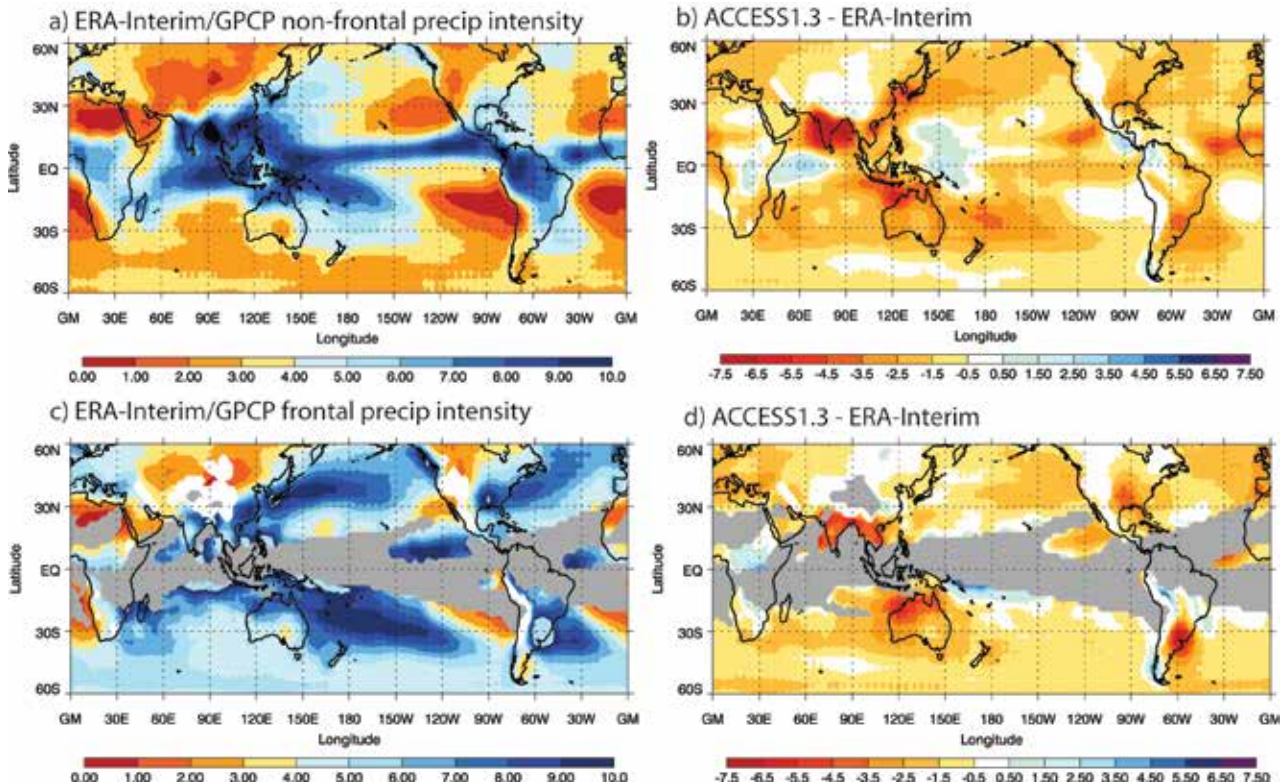 a) ERA-Interim/GPCP non-frontal precip intensity
60N
30N
EQ
30S
60S
Latitude
GM 30E 60E 90E 120E 150E 180 150W 120W 90W 60W 30W GM
Longitude
0.00 1.00 2.00 3.00 4.00 5.00 6.00 7.00 8.00 9.00 10.0
b) ACCESS1.3 - ERA-Interim
60N
30N
EQ
30S
60S
Latitude
GM 30E 60E 90E 120E 150E 180 150W 120W 90W 60W 30W GM
Longitude
-7.5 -6.5 -5.5 -4.5 -3.5 -2.5 -1.5 -0.5 0.50 1.50 2.50 3.50 4.50 5.50 6.50 7.50
c) ERA-Interim/GPCP frontal precip intensity
60N
30N
EQ
30S
60S
Latitude
GM 30E 60E 90E 120E 150E 180 150W 120W 90W 60W 30W GM
Longitude
0.00 1.00 2.00 3.00 4.00 5.00 6.00 7.00 8.00 9.00 10.0
d) ACCESS1.3 - ERA-Interim
60N
30N
EQ
30S
60S
Latitude
GM 30E 60E 90E 120E 150E 180 150W 120W 90W 60W 30W GM
Longitude
-7.5 -6.5 -5.5 -4.5 -3.5 -2.5 -1.5 -0.5 0.50 1.50 2.50 3.50 4.50 5.50 6.50 7.50